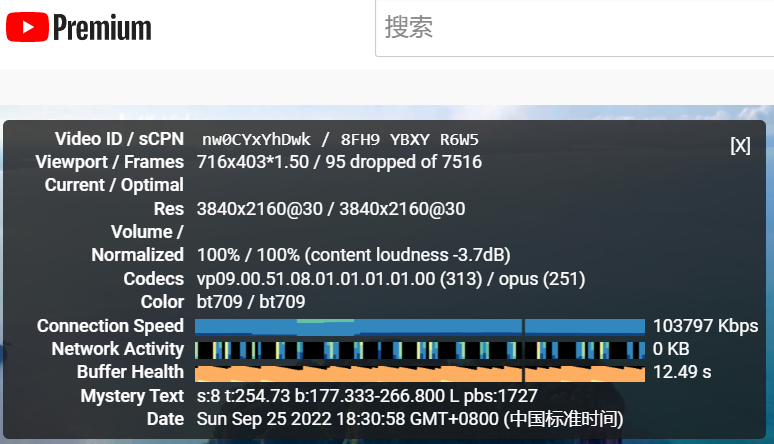 Premium
搜索
[X]
Video ID / sCPN nw0CYxYhDwk / 8FH9 YBXY R6W5
Viewport / Frames 716x403*1.50 / 95 dropped of 7516
Current / Optimal
Res 3840x2160@30 / 3840x2160@30
Volume /
Normalized 100% / 100% (content loudness -3.7dB)
Codecs vp09.00.51.08.01.01.01.01.00 (313) / opus (251)
Color bt709 / bt709
Connection Speed 103797 Kbps
Network Activity 0 KB
Buffer Health 12.49 s
Mystery Text s:8 t:254.73 b:177.333-266.800 L pbs:1727
Date Sun Sep 25 2022 18:30:58 GMT+0800 (中国标准时间)